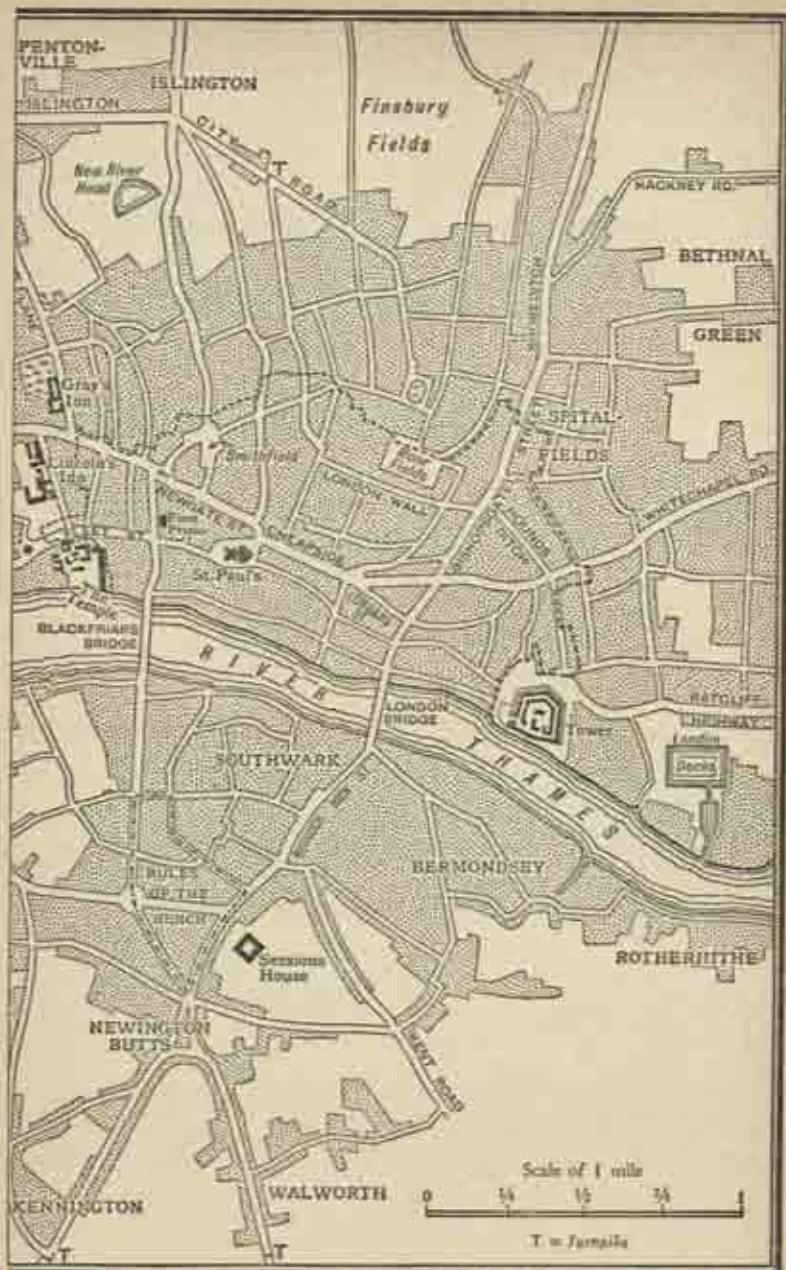 PENTON-
VILLE
ISLINGTON
ISLINGTON
CITY
T
ROAD
Finsbury
Fields
New River
Head
HACKNEY RD.
BETHNAL
GREEN
Gray's
Inn
Lincoln's
Inn
Smithfield
SPITAL-
FIELDS
STREET
LONDON WALL
WHITECHAPEL RD.
NEWGATE ST.
CHEAPSIDE
St. Paul's
The
Temple
BLACKFRIARS
BRIDGE
RIVER
THAMES
LONDON
BRIDGE
Tower
RATCLIFF
HIGHWAY
London
Docks
SOUTHWARK
BERMONDSEY
RULES
OF THE
BENCH
ROTHERHITHE
Sessions
House
NEWINGTON
BUTTS
KENT ROAD
WALWORTH
KENNINGTON
T
T
Scale of 1 mile
0 ¼ ½ ¾ 1
T = Turnpike